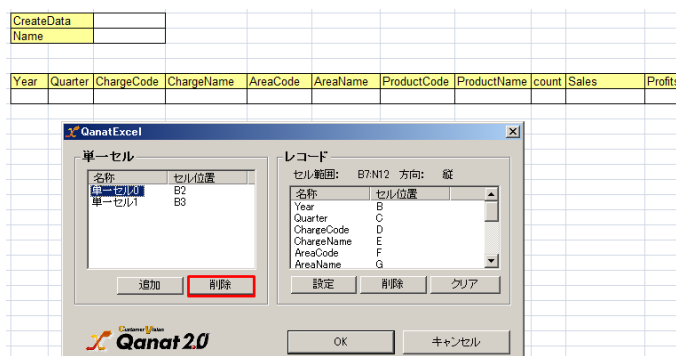 CreateData
Name
Year Quarter ChargeCode ChargeName AreaCode AreaName ProductCode ProductName count Sales Profits
QanatExcel
単一セル
名称 セル位置
単一セル0 B2
単一セル1 B3
追加 削除
レコード
セル範囲: B7:N12 方向: 縦
名称 セル位置
Year B
Quarter C
ChargeCode D
ChargeName E
AreaCode F
AreaName G
設定 削除 クリア
Customer Vision
Qanat 2.0
OK キャンセル